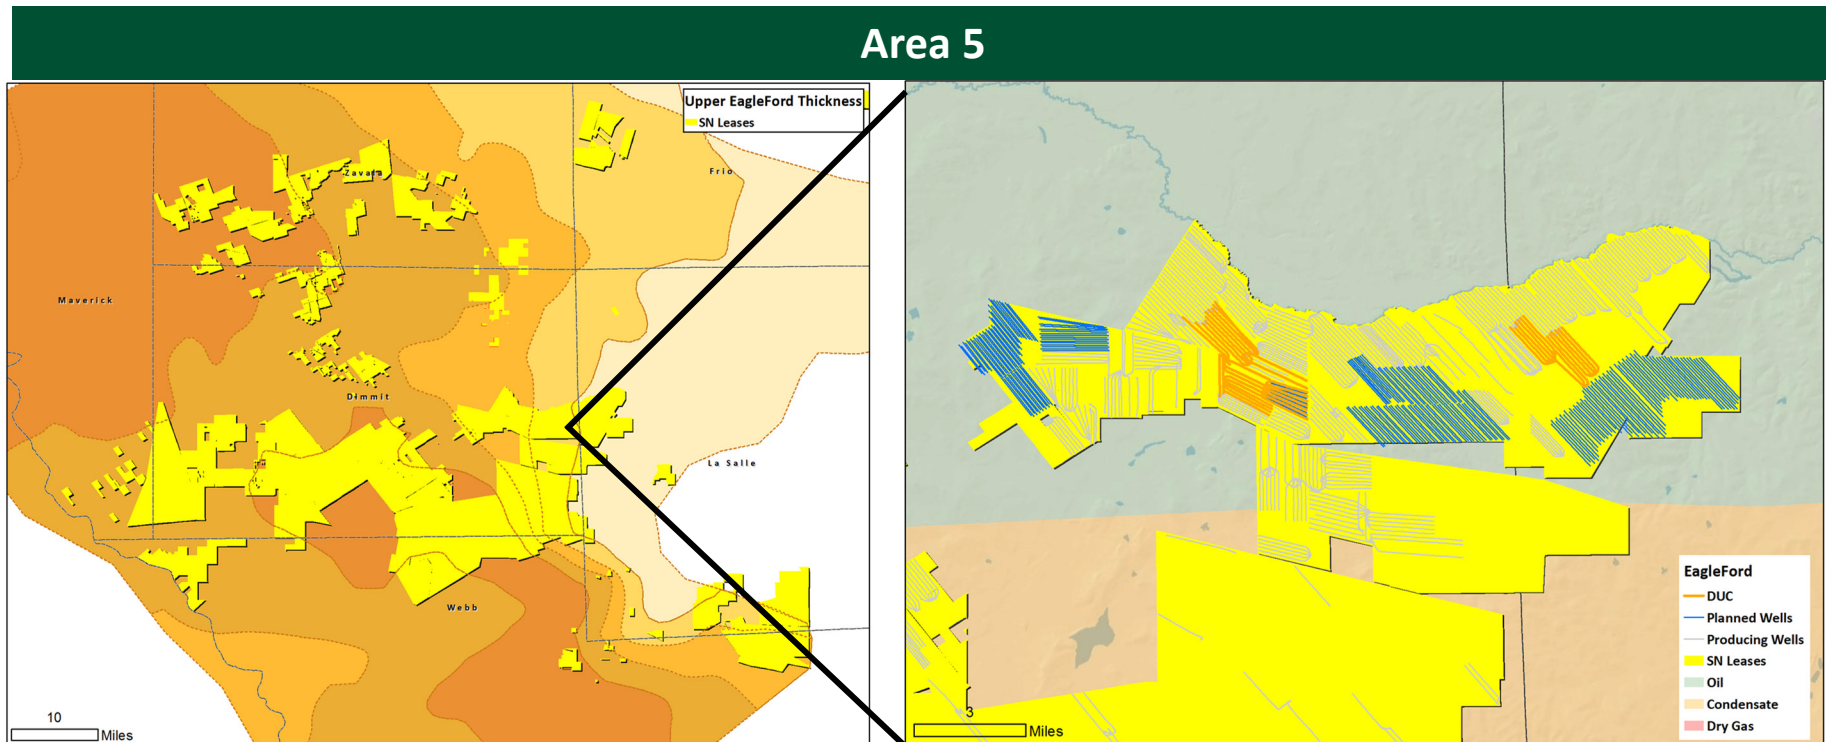 Area 5
Upper EagleFord Thickness
SN Leases
Zavala
Frio
Maverick
Dimmit
La Salle
Webb
10
Miles
EagleFord
DUC
Planned Wells
Producing Wells
SN Leases
Oil
Condensate
Dry Gas
3
Miles